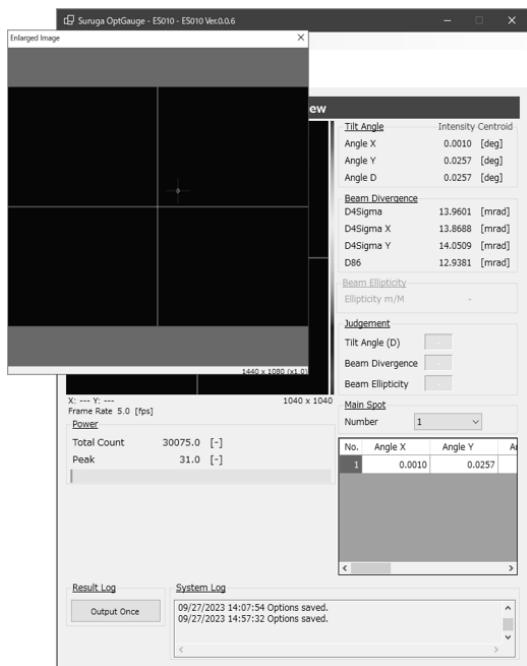 Suruga OptGauge - ES010 - ES010 Ver.0.0.6
Enlarged Image
ew
1440 x 1080 (x1.0)
X: --- Y: --- 1040 x 1040
Frame Rate 5.0 [fps]
Power
Total Count 30075.0 [-]
Peak 31.0 [-]
Tilt Angle Intensity Centroid
Angle X 0.0010 [deg]
Angle Y 0.0257 [deg]
Angle D 0.0257 [deg]
Beam Divergence
D4Sigma 13.9601 [mrad]
D4Sigma X 13.8688 [mrad]
D4Sigma Y 14.0509 [mrad]
D86 12.9381 [mrad]
Beam Ellipticity
Ellipticity m/M -
Judgement
Tilt Angle (D) -
Beam Divergence -
Beam Ellipticity -
Main Spot
Number 1
No. Angle X Angle Y
1 0.0010 0.0257
Result Log
Output Once
System Log
09/27/2023 14:07:54 Options saved.
09/27/2023 14:57:32 Options saved.